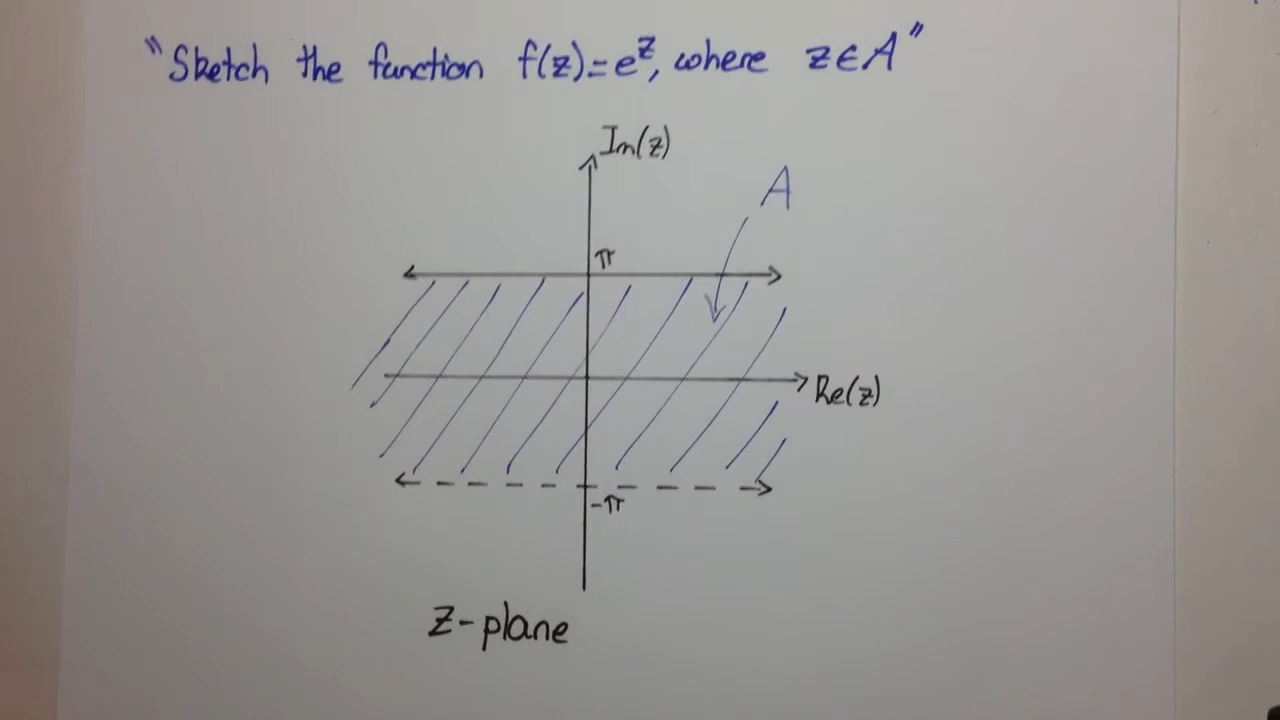 "Sketch the function f(z)=e^z, where z∈A"
Im(z)
A
π
Re(z)
-π
z-plane